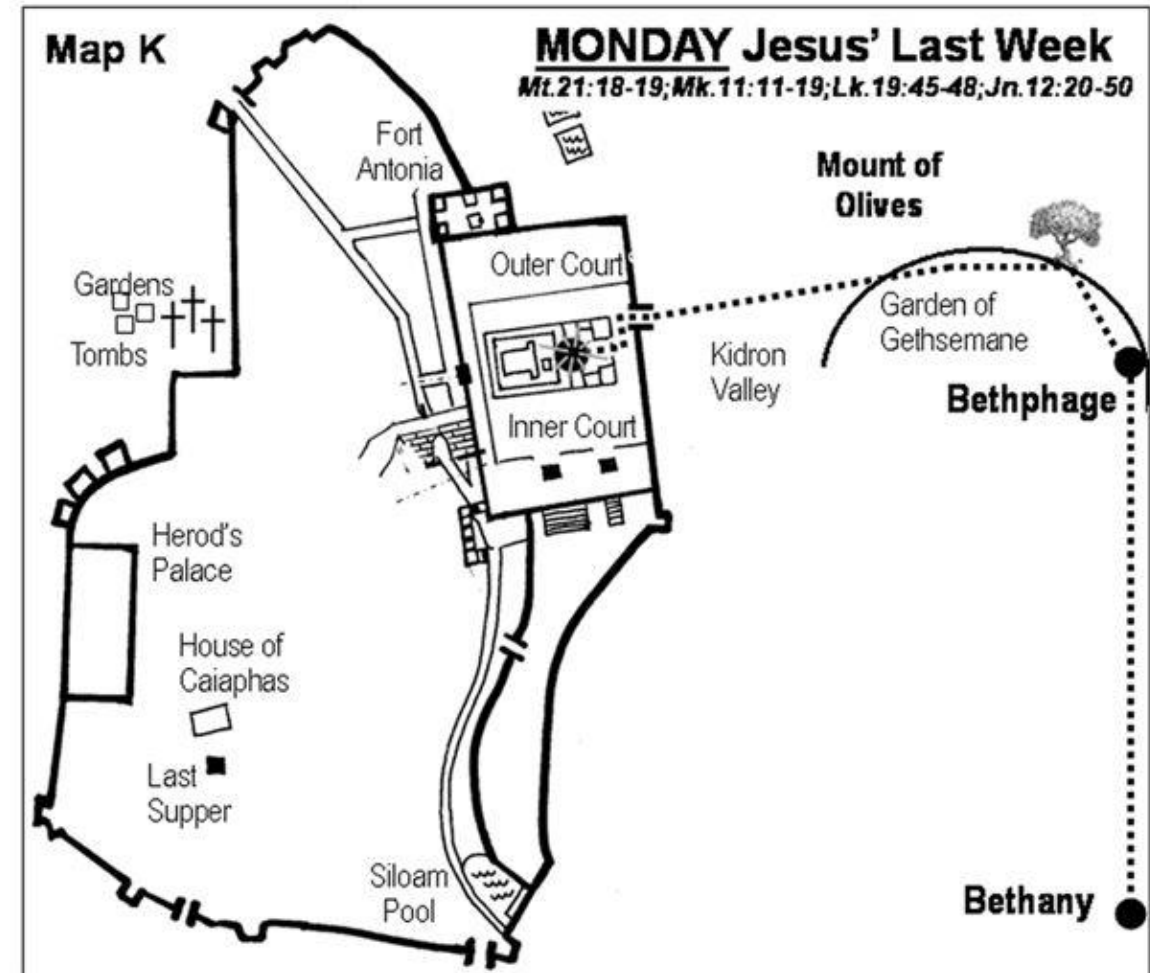 Map K
MONDAY Jesus' Last Week
Mt.21:18-19;Mk.11:11-19;Lk.19:45-48;Jn.12:20-50
Fort
Antonia
Mount of
Olives
Outer Court
Gardens
Tombs
Garden of
Gethsemane
Kidron
Valley
Bethphage
Inner Court
Herod's
Palace
House of
Caiaphas
Last
Supper
Siloam
Pool
Bethany